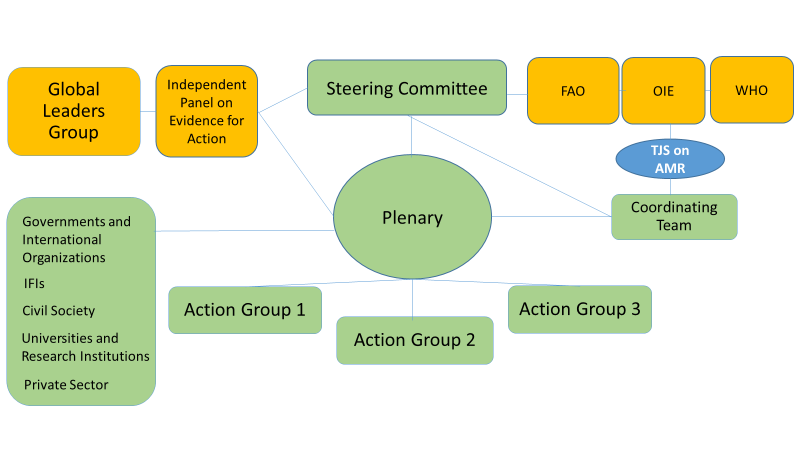 Global
Leaders
Group
Independent
Panel on
Evidence for
Action
Steering Committee
FAO
OIE
WHO
TJS on
AMR
Coordinating
Team
Plenary
Governments and
International
Organizations
IFIs
Civil Society
Universities and
Research Institutions
Private Sector
Action Group 1
Action Group 2
Action Group 3